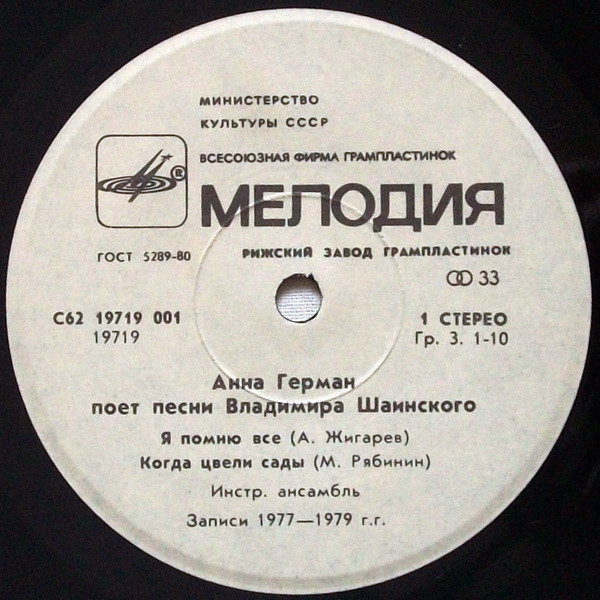 МИНИСТЕРСТВО
КУЛЬТУРЫ СССР
ВСЕСОЮЗНАЯ ФИРМА ГРАМПЛАСТИНОК
®
МЕЛОДИЯ
ГОСТ 5289-80 РИЖСКИЙ ЗАВОД ГРАМПЛАСТИНОК
33
С62 19719 001 1 СТЕРЕО
19719 Гр. 3. 1-10
Анна Герман
поет песни Владимира Шаинского
Я помню все (А. Жигарев)
Когда цвели сады (М. Рябинин)
Инстр. ансамбль
Записи 1977—1979 г.г.